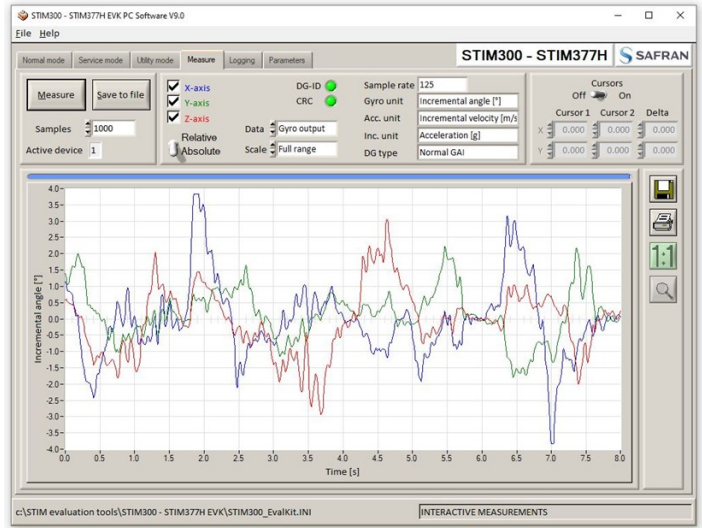 STIM300 - STIM377H EVK PC Software V9.0
File Help
Normal mode Service mode Utility mode Measure Logging Parameters
STIM300 - STIM377H SAFRAN
Measure Save to file
Samples 1000
Active device 1
X-axis
Y-axis
Z-axis
Relative
Absolute
DG-ID
CRC
Data Gyro output
Scale Full range
Sample rate 125
Gyro unit Incremental angle [°]
Acc. unit Incremental velocity [m/s
Inc. unit Acceleration [g]
DG type Normal GAI
Cursors
Off On
Cursor 1 Cursor 2 Delta
X 0.000 0.000 0.000
Y 0.000 0.000 0.000
1:1
Incremental angle [°]
4.0
3.5
3.0
2.5
2.0
1.5
1.0
0.5
0.0
-0.5
-1.0
-1.5
-2.0
-2.5
-3.0
-3.5
-4.0
0.0 0.5 1.0 1.5 2.0 2.5 3.0 3.5 4.0 4.5 5.0 5.5 6.0 6.5 7.0 7.5 8.0
Time [s]
c:\STIM evaluation tools\STIM300 - STIM377H EVK\STIM300_EvalKit.INI INTERACTIVE MEASUREMENTS